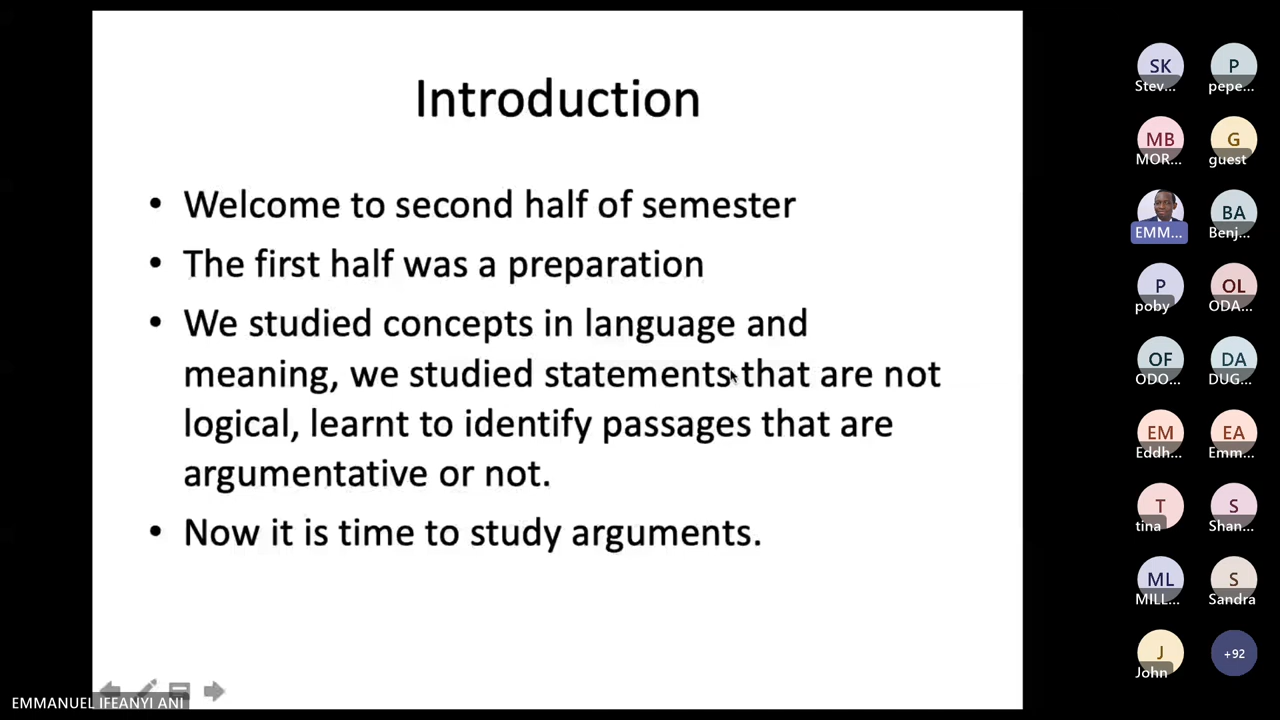 Introduction
• Welcome to second half of semester
• The first half was a preparation
• We studied concepts in language and
meaning, we studied statements that are not
logical, learnt to identify passages that are
argumentative or not.
• Now it is time to study arguments.
EMMANUEL IFEANYI ANI
SK
Stev...
P
pepe...
MB
MOR...
G
guest
EMM...
BA
Benj...
P
poby
OL
ODA...
OF
ODO...
DA
DUG...
EM
Eddh...
EA
Emm...
T
tina
S
Shan...
ML
MILL...
S
Sandra
J
John
+92